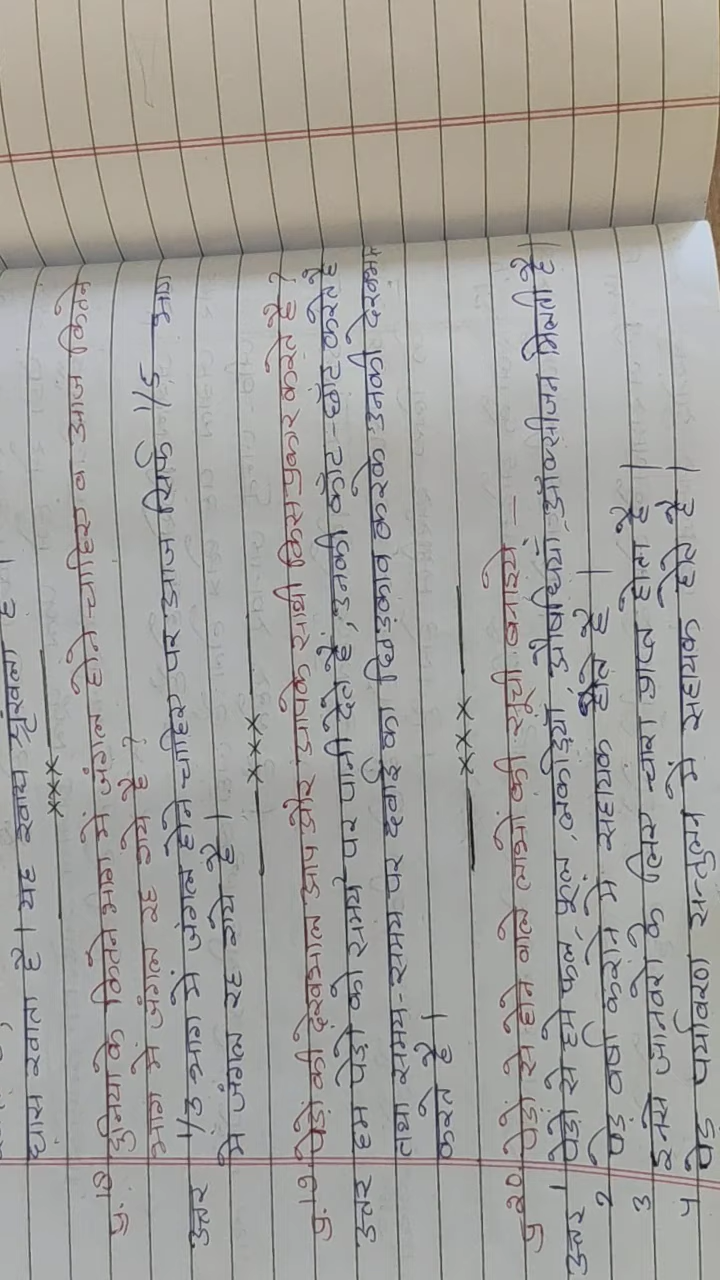 घास खाता है। यह खाद्य श्रृंखला है।
×××
प्र.18 दुनिया के कितने भाग में जंगल होने चाहिए व आज कितने
भाग में जंगल रह गये है?
उत्तर 1/3 भाग में जंगल होने चाहिए पर आज सिर्फ 1/5 भाग
में जंगल रह गये है।
×××
प्र.19 पेड़ों की देखभाल आप और आपके साथी किस प्रकार करते है?
उत्तर हम पेड़ो को समय पर पानी देते है, उनकी काँट-छाँट करते है
तथा समय-समय पर दवाई का छिड़काव करके उनकी देखभाल
करते है।
×××
प्र.20 पेड़ों से होने वाले लाभों की सूची बनाइये –
उत्तर 1 पेड़ो से हमे फल, फूल, लकड़ियाँ, औषधियाँ, ऑक्सीजन मिलती है।
2 पेड़ वर्षा कराने में सहायक होते है।
3 इनसे जानवरो के लिए चारा प्राप्त होता है।
4 पेड़ पर्यावरण सन्तुलन में सहायक होते है।